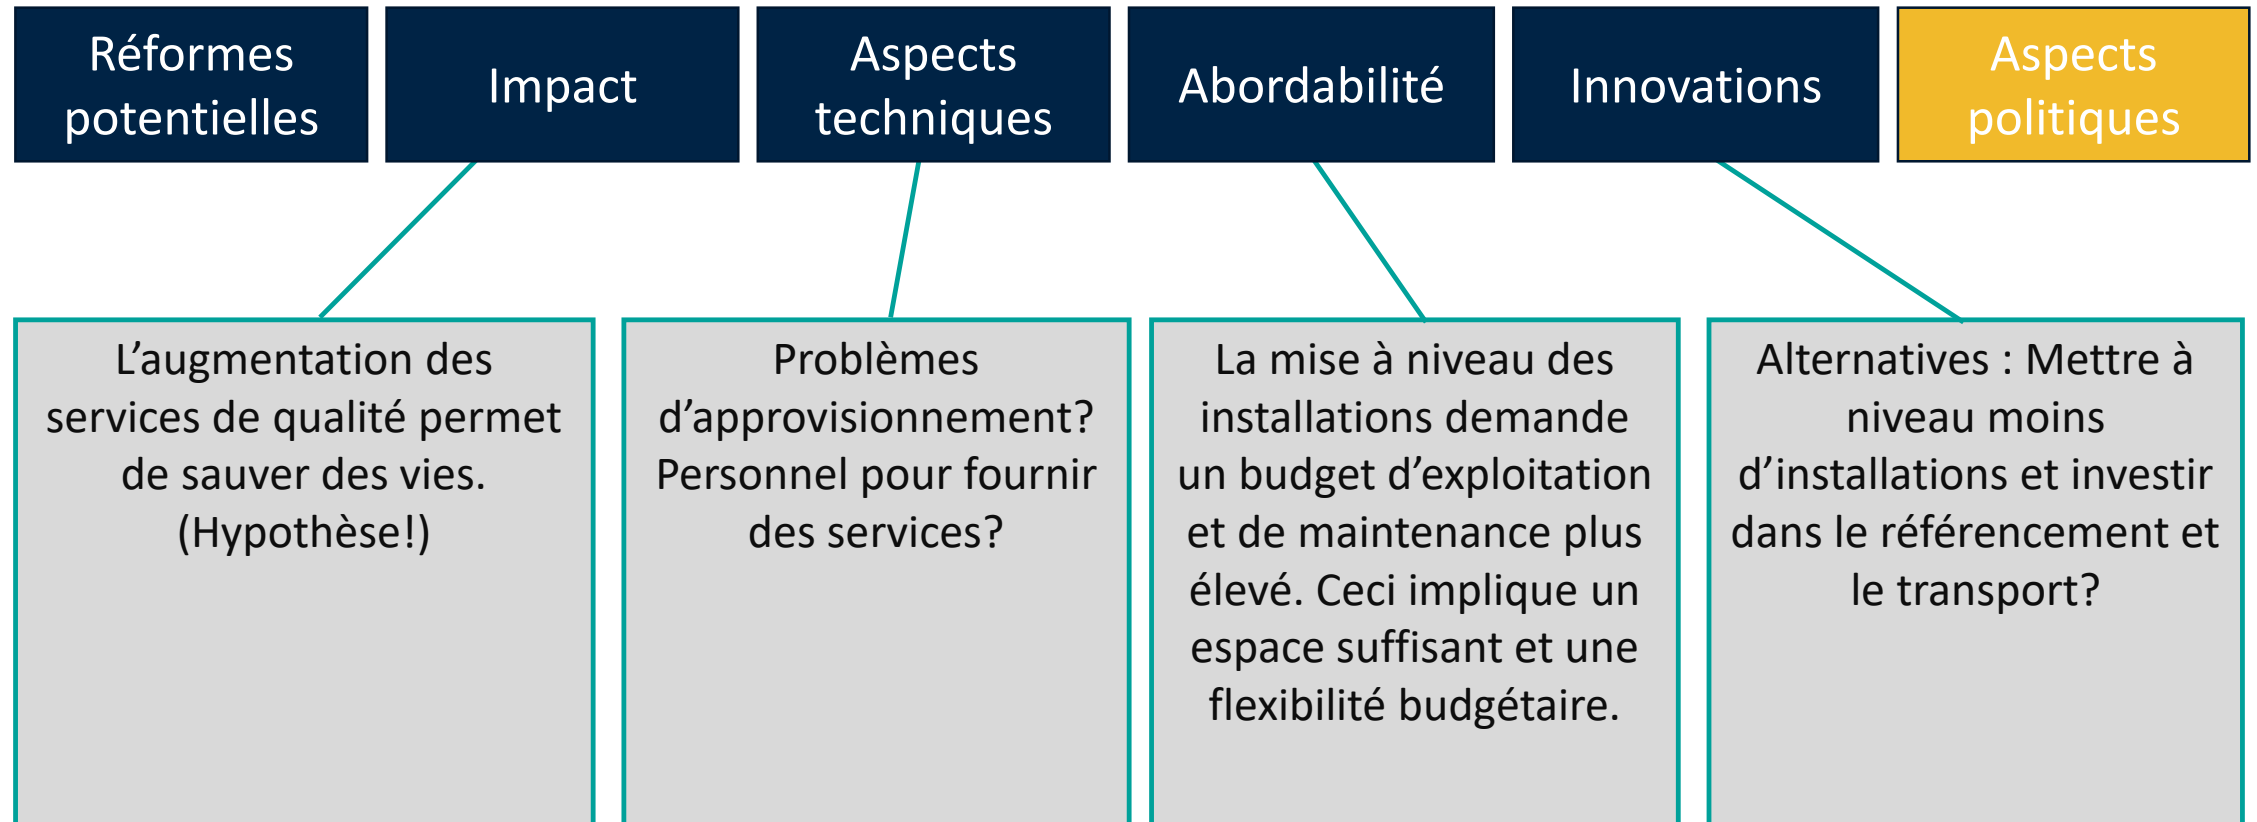 Réformes
potentielles
Impact
Aspects
techniques
Abordabilité
Innovations
Aspects
politiques
L’augmentation des
services de qualité permet
de sauver des vies.
(Hypothèse!)
Problèmes
d’approvisionnement?
Personnel pour fournir
des services?
La mise à niveau des
installations demande
un budget d’exploitation
et de maintenance plus
élevé. Ceci implique un
espace suffisant et une
flexibilité budgétaire.
Alternatives : Mettre à
niveau moins
d’installations et investir
dans le référencement et
le transport?